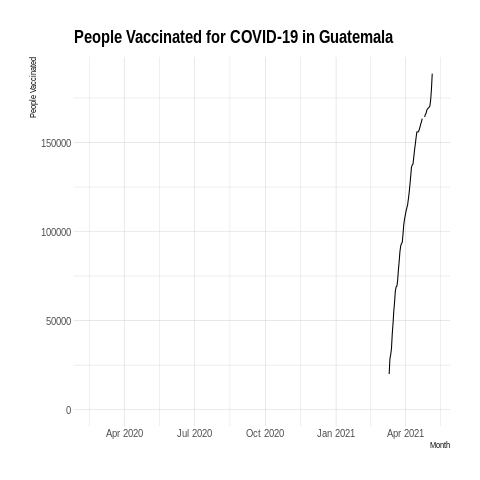 People Vaccinated for COVID-19 in Guatemala
People Vaccinated
150000
100000
50000
0
Apr 2020 Jul 2020 Oct 2020 Jan 2021 Apr 2021
Month